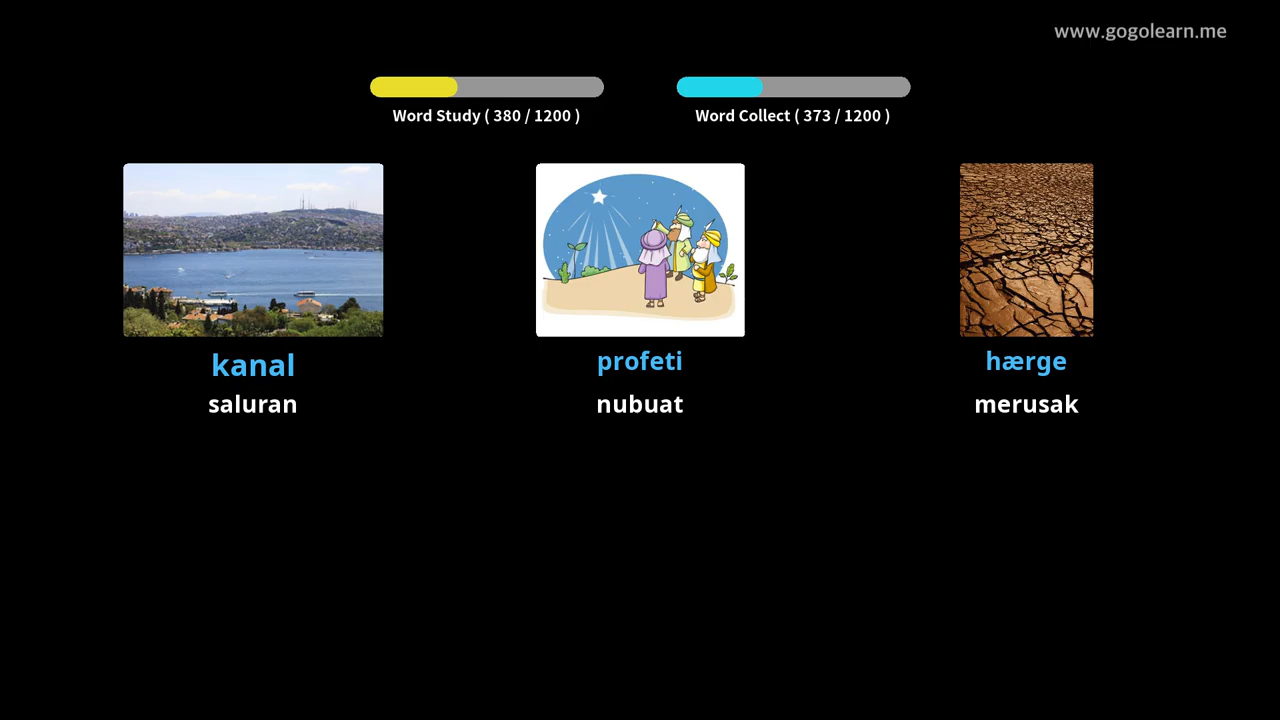 www.gogolearn.me
Word Study ( 380 / 1200 )
Word Collect ( 373 / 1200 )
kanal
profeti
hærge
saluran
nubuat
merusak